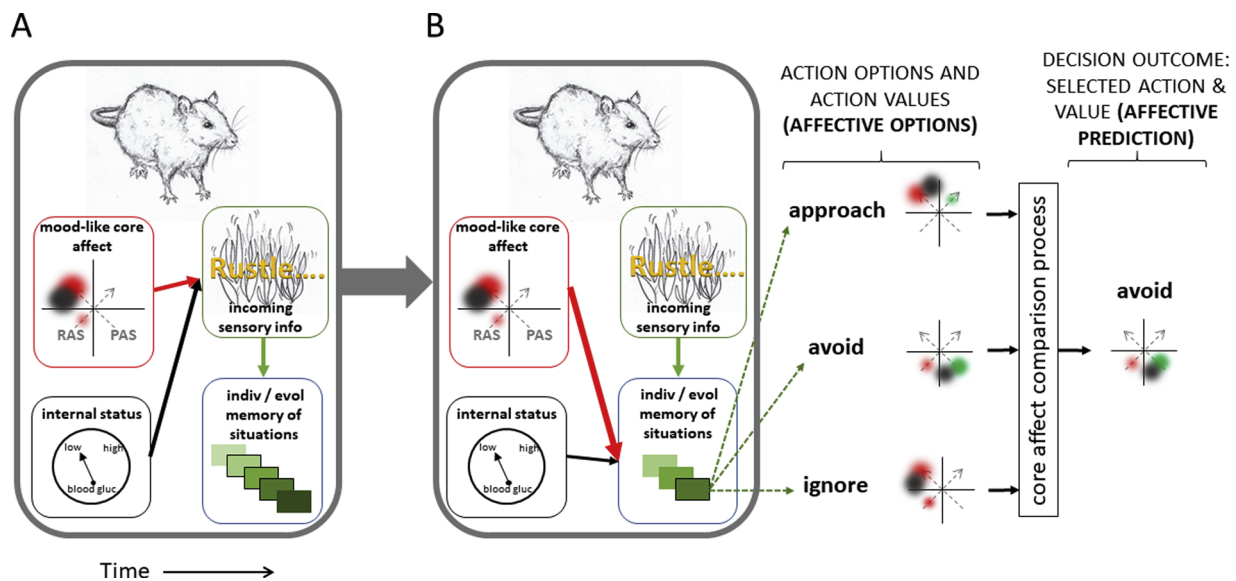 A
mood-like core
affect
RAS
PAS
Rustle....
incoming
sensory info
internal status
low
high
blood gluc.
indiv / evol
memory of
situations
Time
B
mood-like core
affect
RAS
PAS
Rustle....
incoming
sensory info
internal status
low
high
blood gluc.
indiv / evol
memory of
situations
ACTION OPTIONS AND
ACTION VALUES
(AFFECTIVE OPTIONS)
approach
avoid
ignore
core affect comparison process
DECISION OUTCOME:
SELECTED ACTION &
VALUE (AFFECTIVE
PREDICTION)
avoid